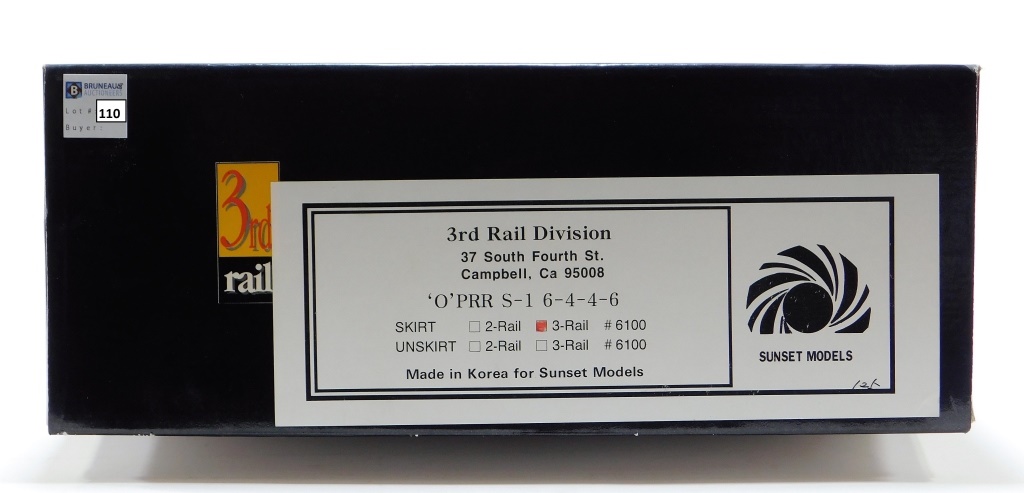 BRUNEAU & CO
AUCTIONEERS
Lot # 110
Buyer:
3rd
rail
3rd Rail Division
37 South Fourth St.
Campbell, Ca 95008
'O'PRR S-1 6-4-4-6
SKIRT 2-Rail 3-Rail # 6100
UNSKIRT 2-Rail 3-Rail # 6100
Made in Korea for Sunset Models
SUNSET MODELS